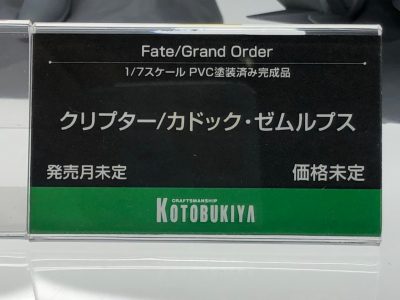 Fate/Grand Order
1/7スケール PVC塗装済み完成品
クリプター/カドック・ゼムルプス
発売月未定 価格未定
CRAFTSMANSHIP
KOTOBUKIYA